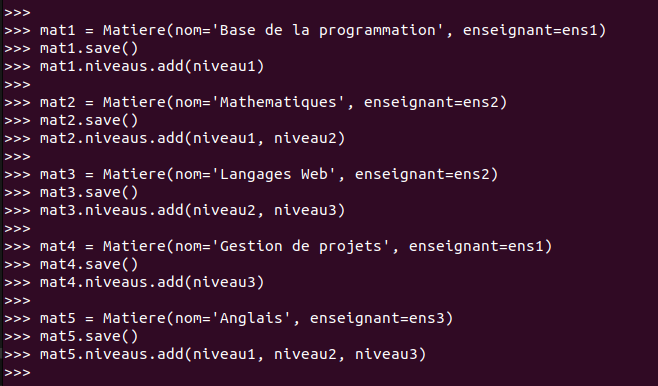 >>>
>>> mat1 = Matiere(nom='Base de la programmation', enseignant=ens1)
>>> mat1.save()
>>> mat1.niveaus.add(niveau1)
>>>
>>> mat2 = Matiere(nom='Mathematiques', enseignant=ens2)
>>> mat2.save()
>>> mat2.niveaus.add(niveau1, niveau2)
>>>
>>> mat3 = Matiere(nom='Langages Web', enseignant=ens2)
>>> mat3.save()
>>> mat3.niveaus.add(niveau2, niveau3)
>>>
>>> mat4 = Matiere(nom='Gestion de projets', enseignant=ens1)
>>> mat4.save()
>>> mat4.niveaus.add(niveau3)
>>>
>>> mat5 = Matiere(nom='Anglais', enseignant=ens3)
>>> mat5.save()
>>> mat5.niveaus.add(niveau1, niveau2, niveau3)
>>>